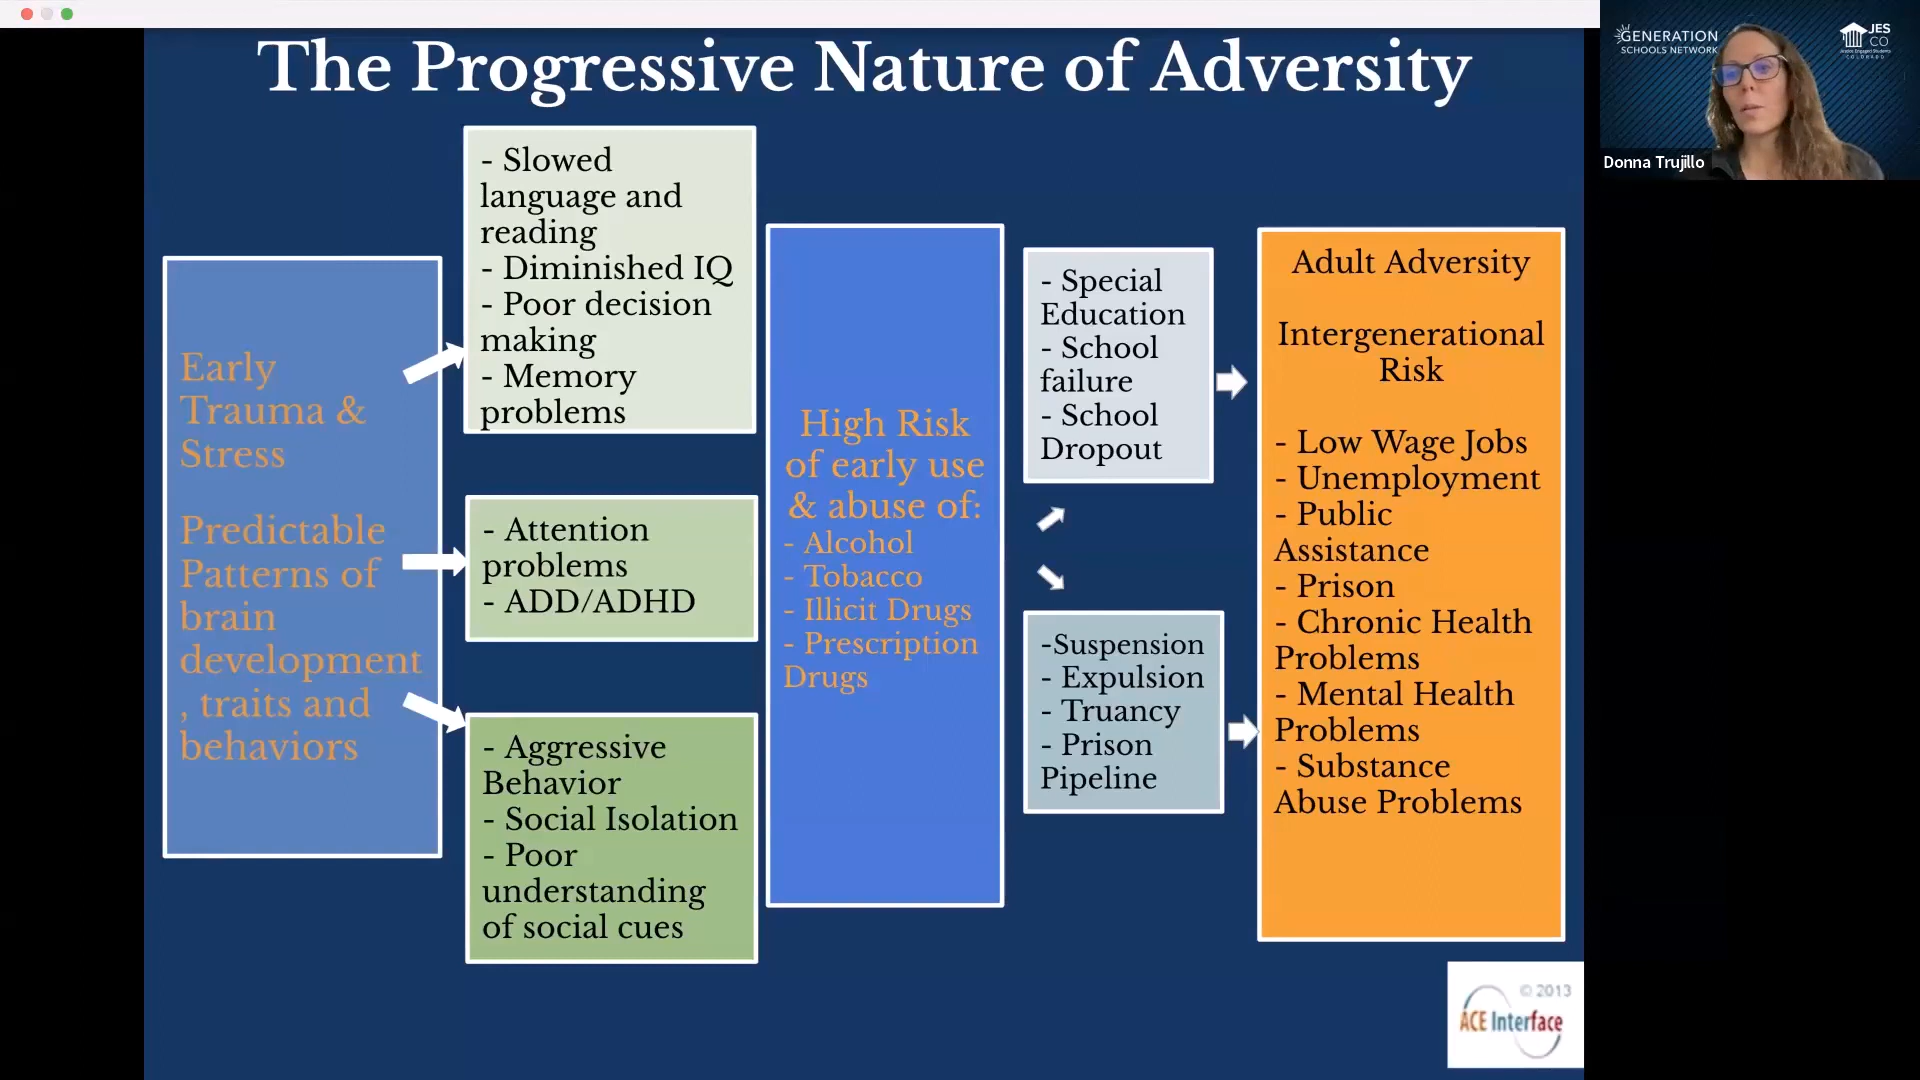 The Progressive Nature of Adversity
Early
Trauma &
Stress
Predictable
Patterns of
brain
development
, traits and
behaviors
- Slowed
language and
reading
- Diminished IQ
- Poor decision
making
- Memory
problems
- Attention
problems
- ADD/ADHD
- Aggressive
Behavior
- Social Isolation
- Poor
understanding
of social cues
High Risk
of early use
& abuse of:
- Alcohol
- Tobacco
- Illicit Drugs
- Prescription
Drugs
- Special
Education
- School
failure
- School
Dropout
-Suspension
- Expulsion
- Truancy
- Prison
Pipeline
Adult Adversity
Intergenerational
Risk
- Low Wage Jobs
- Unemployment
- Public
Assistance
- Prison
- Chronic Health
Problems
- Mental Health
Problems
- Substance
Abuse Problems
© 2013
ACE Interface
GENERATION
SCHOOLS NETWORK
JES
CO
COLORADO
Donna Trujillo